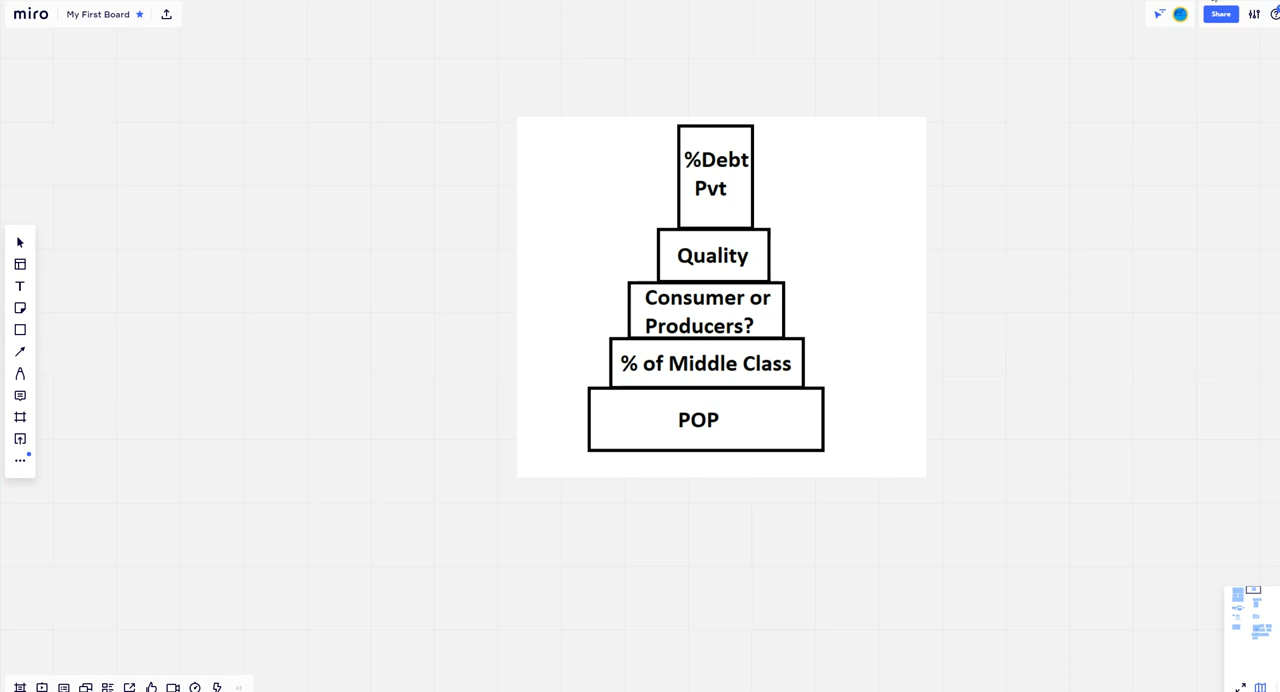 miro
My First Board
Share
%Debt
Pvt
Quality
Consumer or
Producers?
% of Middle Class
POP